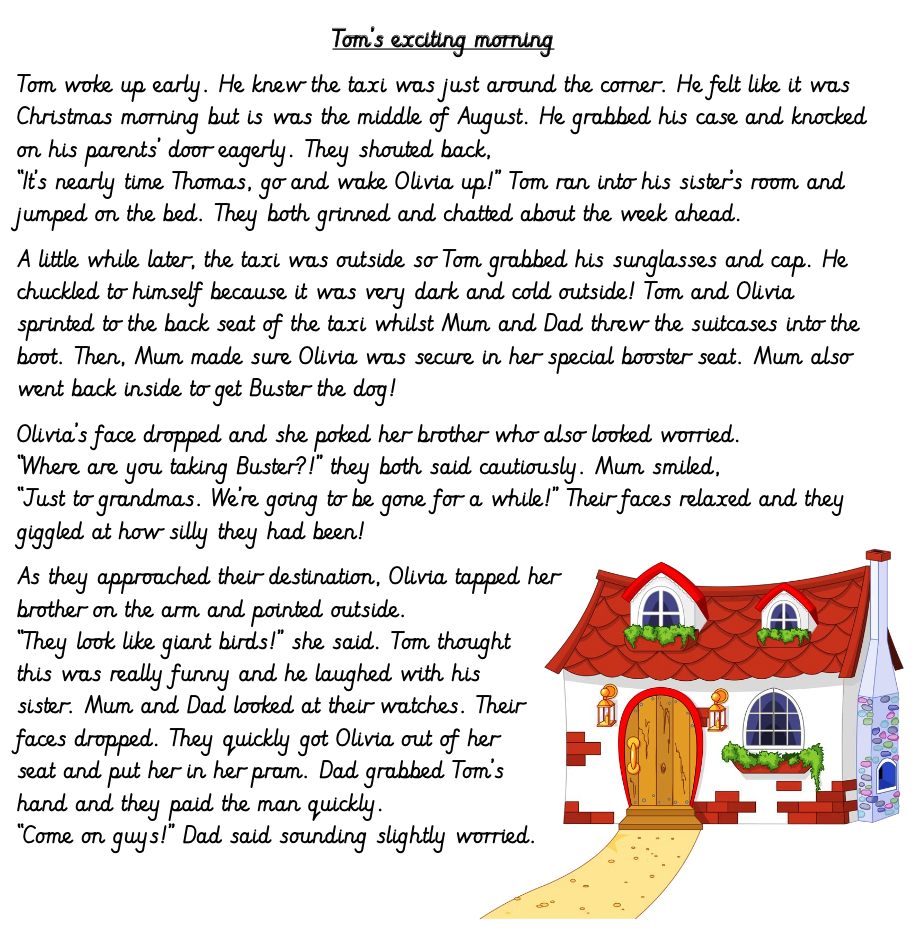 Tom's exciting morning
Tom woke up early. He knew the taxi was just around the corner. He felt like it was
Christmas morning but is was the middle of August. He grabbed his case and knocked
on his parents' door eagerly. They shouted back,
"It's nearly time Thomas, go and wake Olivia up!" Tom ran into his sister's room and
jumped on the bed. They both grinned and chatted about the week ahead.
A little while later, the taxi was outside so Tom grabbed his sunglasses and cap. He
chuckled to himself because it was very dark and cold outside! Tom and Olivia
sprinted to the back seat of the taxi whilst Mum and Dad threw the suitcases into the
boot. Then, Mum made sure Olivia was secure in her special booster seat. Mum also
went back inside to get Buster the dog!
Olivia's face dropped and she poked her brother who also looked worried.
"Where are you taking Buster?!" they both said cautiously. Mum smiled,
"Just to grandmas. We're going to be gone for a while!" Their faces relaxed and they
giggled at how silly they had been!
As they approached their destination, Olivia tapped her
brother on the arm and pointed outside.
"They look like giant birds!" she said. Tom thought
this was really funny and he laughed with his
sister. Mum and Dad looked at their watches. Their
faces dropped. They quickly got Olivia out of her
seat and put her in her pram. Dad grabbed Tom's
hand and they paid the man quickly.
"Come on guys!" Dad said sounding slightly worried.